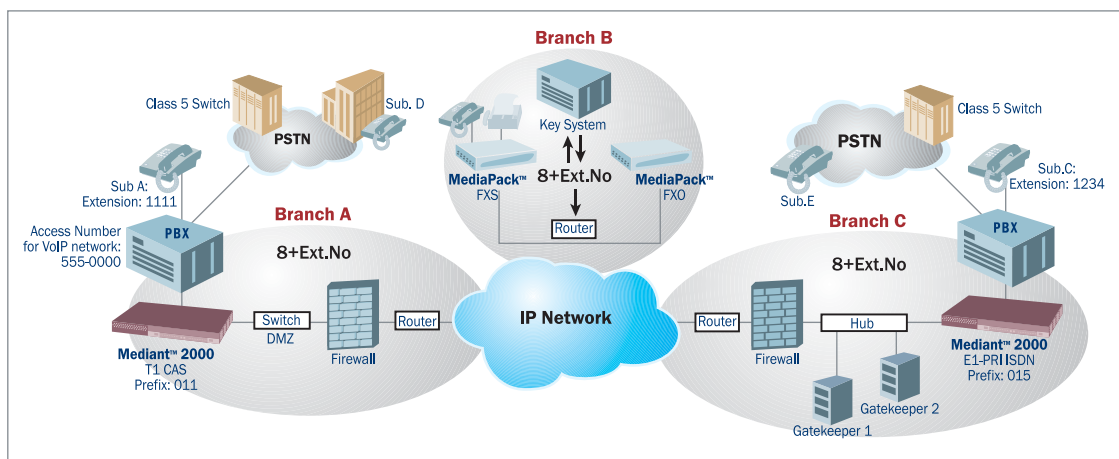 Branch B
Class 5 Switch
Sub. D
PSTN
Key System
MediaPack™
FXS
8+Ext.No
MediaPack™
FXO
Router
Class 5 Switch
PSTN
Sub.E
Sub.C:
Extension: 1234
Sub A:
Extension: 1111
Branch A
Access Number
for VoIP network:
555-0000
PBX
8+Ext.No
Mediant™ 2000
T1 CAS
Prefix: 011
Switch
DMZ
Firewall
Router
IP Network
Branch C
PBX
8+Ext.No
Router
Firewall
Hub
Mediant™ 2000
E1-PRI ISDN
Prefix: 015
Gatekeeper 1
Gatekeeper 2